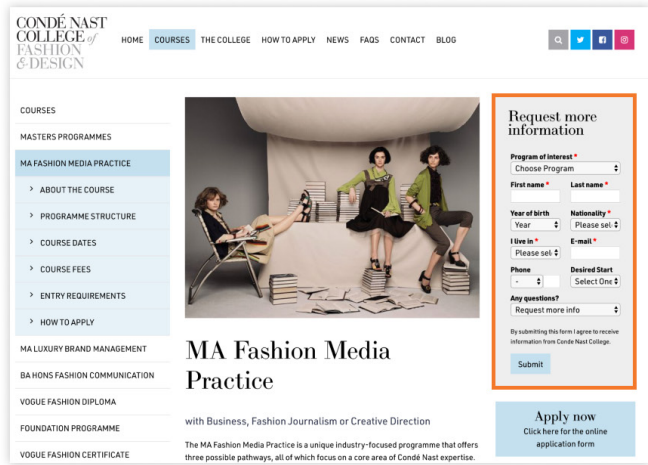 CONDÉ NAST
COLLEGE of
FASHION
& DESIGN
HOME COURSES THE COLLEGE HOW TO APPLY NEWS FAQS CONTACT BLOG
COURSES
MASTERS PROGRAMMES
MA FASHION MEDIA PRACTICE
> ABOUT THE COURSE
> PROGRAMME STRUCTURE
> COURSE DATES
> COURSE FEES
> ENTRY REQUIREMENTS
> HOW TO APPLY
MA LUXURY BRAND MANAGEMENT
BA HONS FASHION COMMUNICATION
VOGUE FASHION DIPLOMA
FOUNDATION PROGRAMME
VOGUE FASHION CERTIFICATE
MA Fashion Media
Practice
with Business, Fashion Journalism or Creative Direction
The MA Fashion Media Practice is a unique industry-focused programme that offers
three possible pathways, all of which focus on a core area of Condé Nast expertise.
Request more
information
Program of interest *
Choose Program
First name * Last name *
Year of birth Nationality *
Year Please sel
I live in * E-mail *
Please sel
Phone Desired Start
- Select One
Any questions?
Request more info
By submitting this form I agree to receive
information from Conde Nast College.
Submit
Apply now
Click here for the online
application form